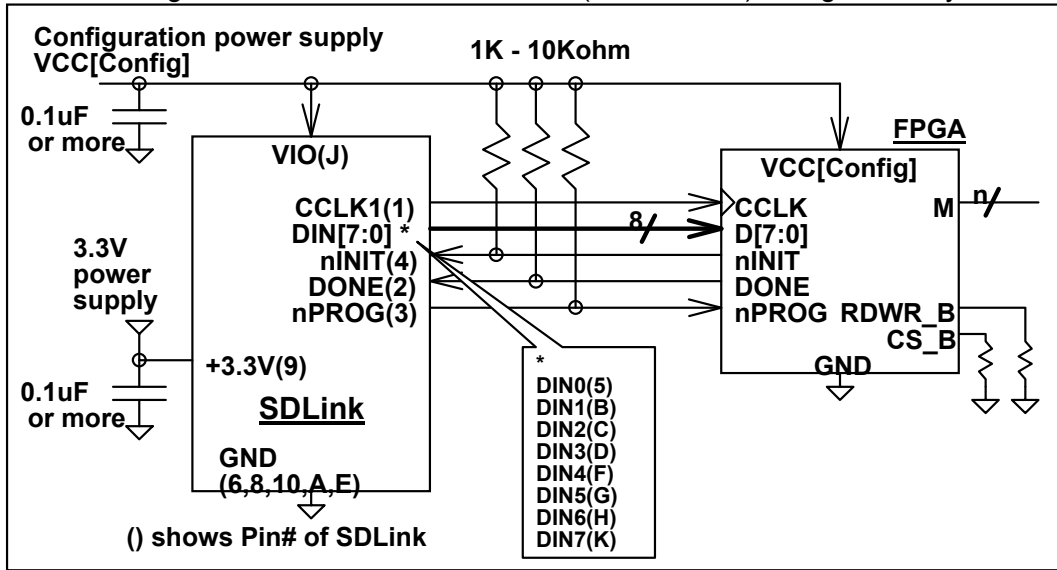 Configuration power supply
VCC[Config]
1K - 10Kohm
0.1uF
or more
VIO(J)
CCLK1(1)
DIN[7:0] *
nINIT(4)
DONE(2)
nPROG(3)
3.3V
power
supply
+3.3V(9)
0.1uF
or more
SDLink
GND
(6,8,10,A,E)
() shows Pin# of SDLink
8
*
DIN0(5)
DIN1(B)
DIN2(C)
DIN3(D)
DIN4(F)
DIN5(G)
DIN6(H)
DIN7(K)
FPGA
VCC[Config]
CCLK
M
n
D[7:0]
nINIT
DONE
nPROG
RDWR_B
CS_B
GND